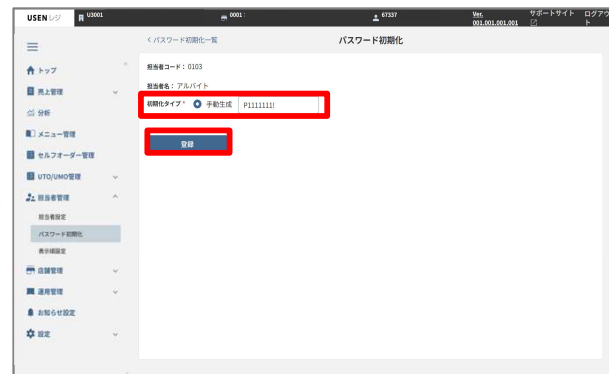 USEN レジ U3001 0001: 67337 Ver. 001.001.001.001 サポートサイト ログアウト
< パスワード初期化一覧
パスワード初期化
担当者コード： 0103
担当者名： アルバイト
初期化タイプ * 手動生成 P1111111!
登録
トップ
売上管理
分析
メニュー管理
セルフオーダー管理
UTO/UMO管理
担当者管理
担当者設定
パスワード初期化
表示順設定
店舗管理
運用管理
お知らせ設定
設定